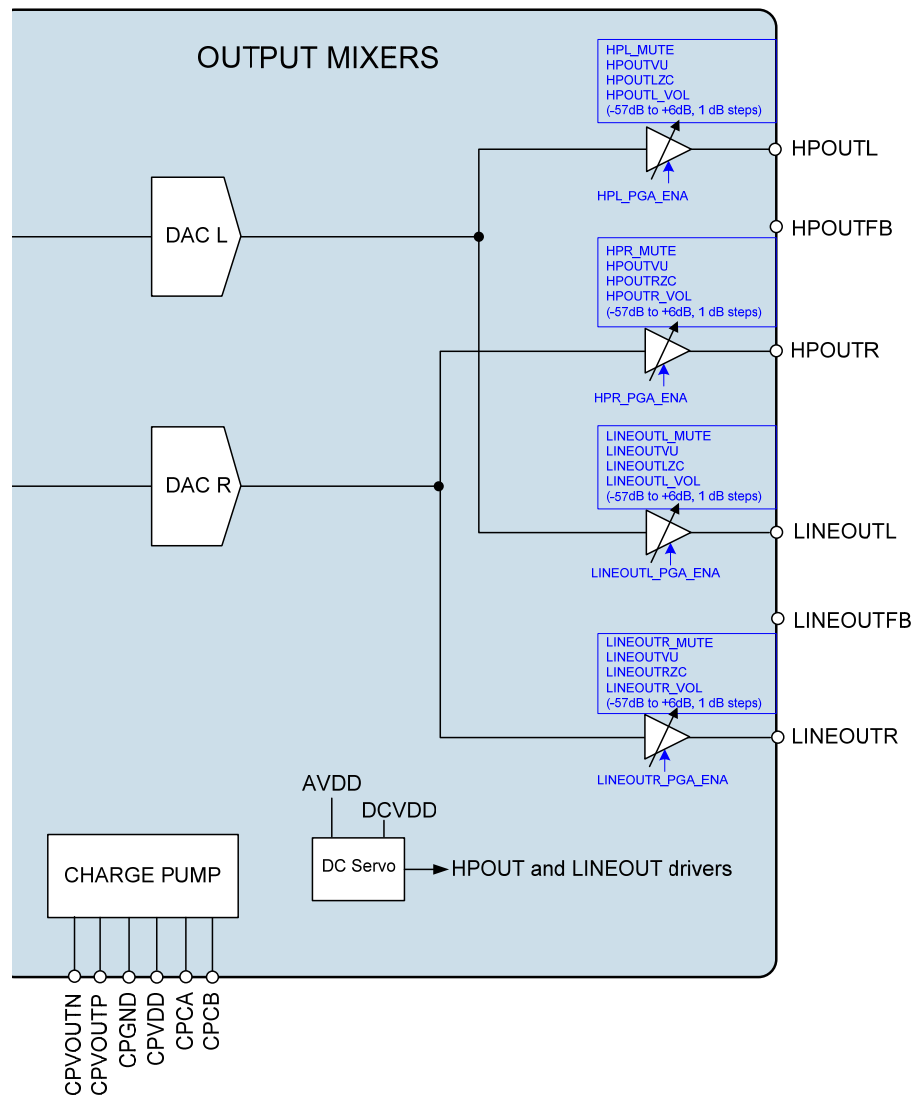 OUTPUT MIXERS
HPL_MUTE
HPOUTVU
HPOUTLZC
HPOUTL_VOL
(-57dB to +6dB, 1 dB steps)
HPOUTL
HPL_PGA_ENA
DAC L
HPOUTFB
HPR_MUTE
HPOUTVU
HPOUTRZC
HPOUTR_VOL
(-57dB to +6dB, 1 dB steps)
HPOUTR
HPR_PGA_ENA
LINEOUTL_MUTE
LINEOUTVU
LINEOUTLZC
LINEOUTL_VOL
(-57dB to +6dB, 1 dB steps)
DAC R
LINEOUTL
LINEOUTL_PGA_ENA
LINEOUTFB
LINEOUTR_MUTE
LINEOUTVU
LINEOUTRZC
LINEOUTR_VOL
(-57dB to +6dB, 1 dB steps)
LINEOUTR
LINEOUTR_PGA_ENA
AVDD
DCVDD
DC Servo
HPOUT and LINEOUT drivers
CHARGE PUMP
CPVOUTN
CPVOUTP
CPGND
CPVDD
CPCA
CPCB